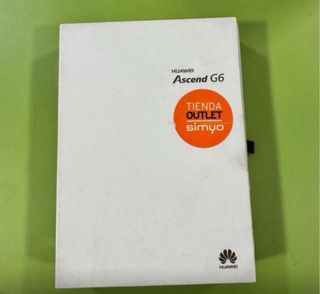 HUAWEI
Ascend G6
TIENDA
OUTLET
simyo
HUAWEI